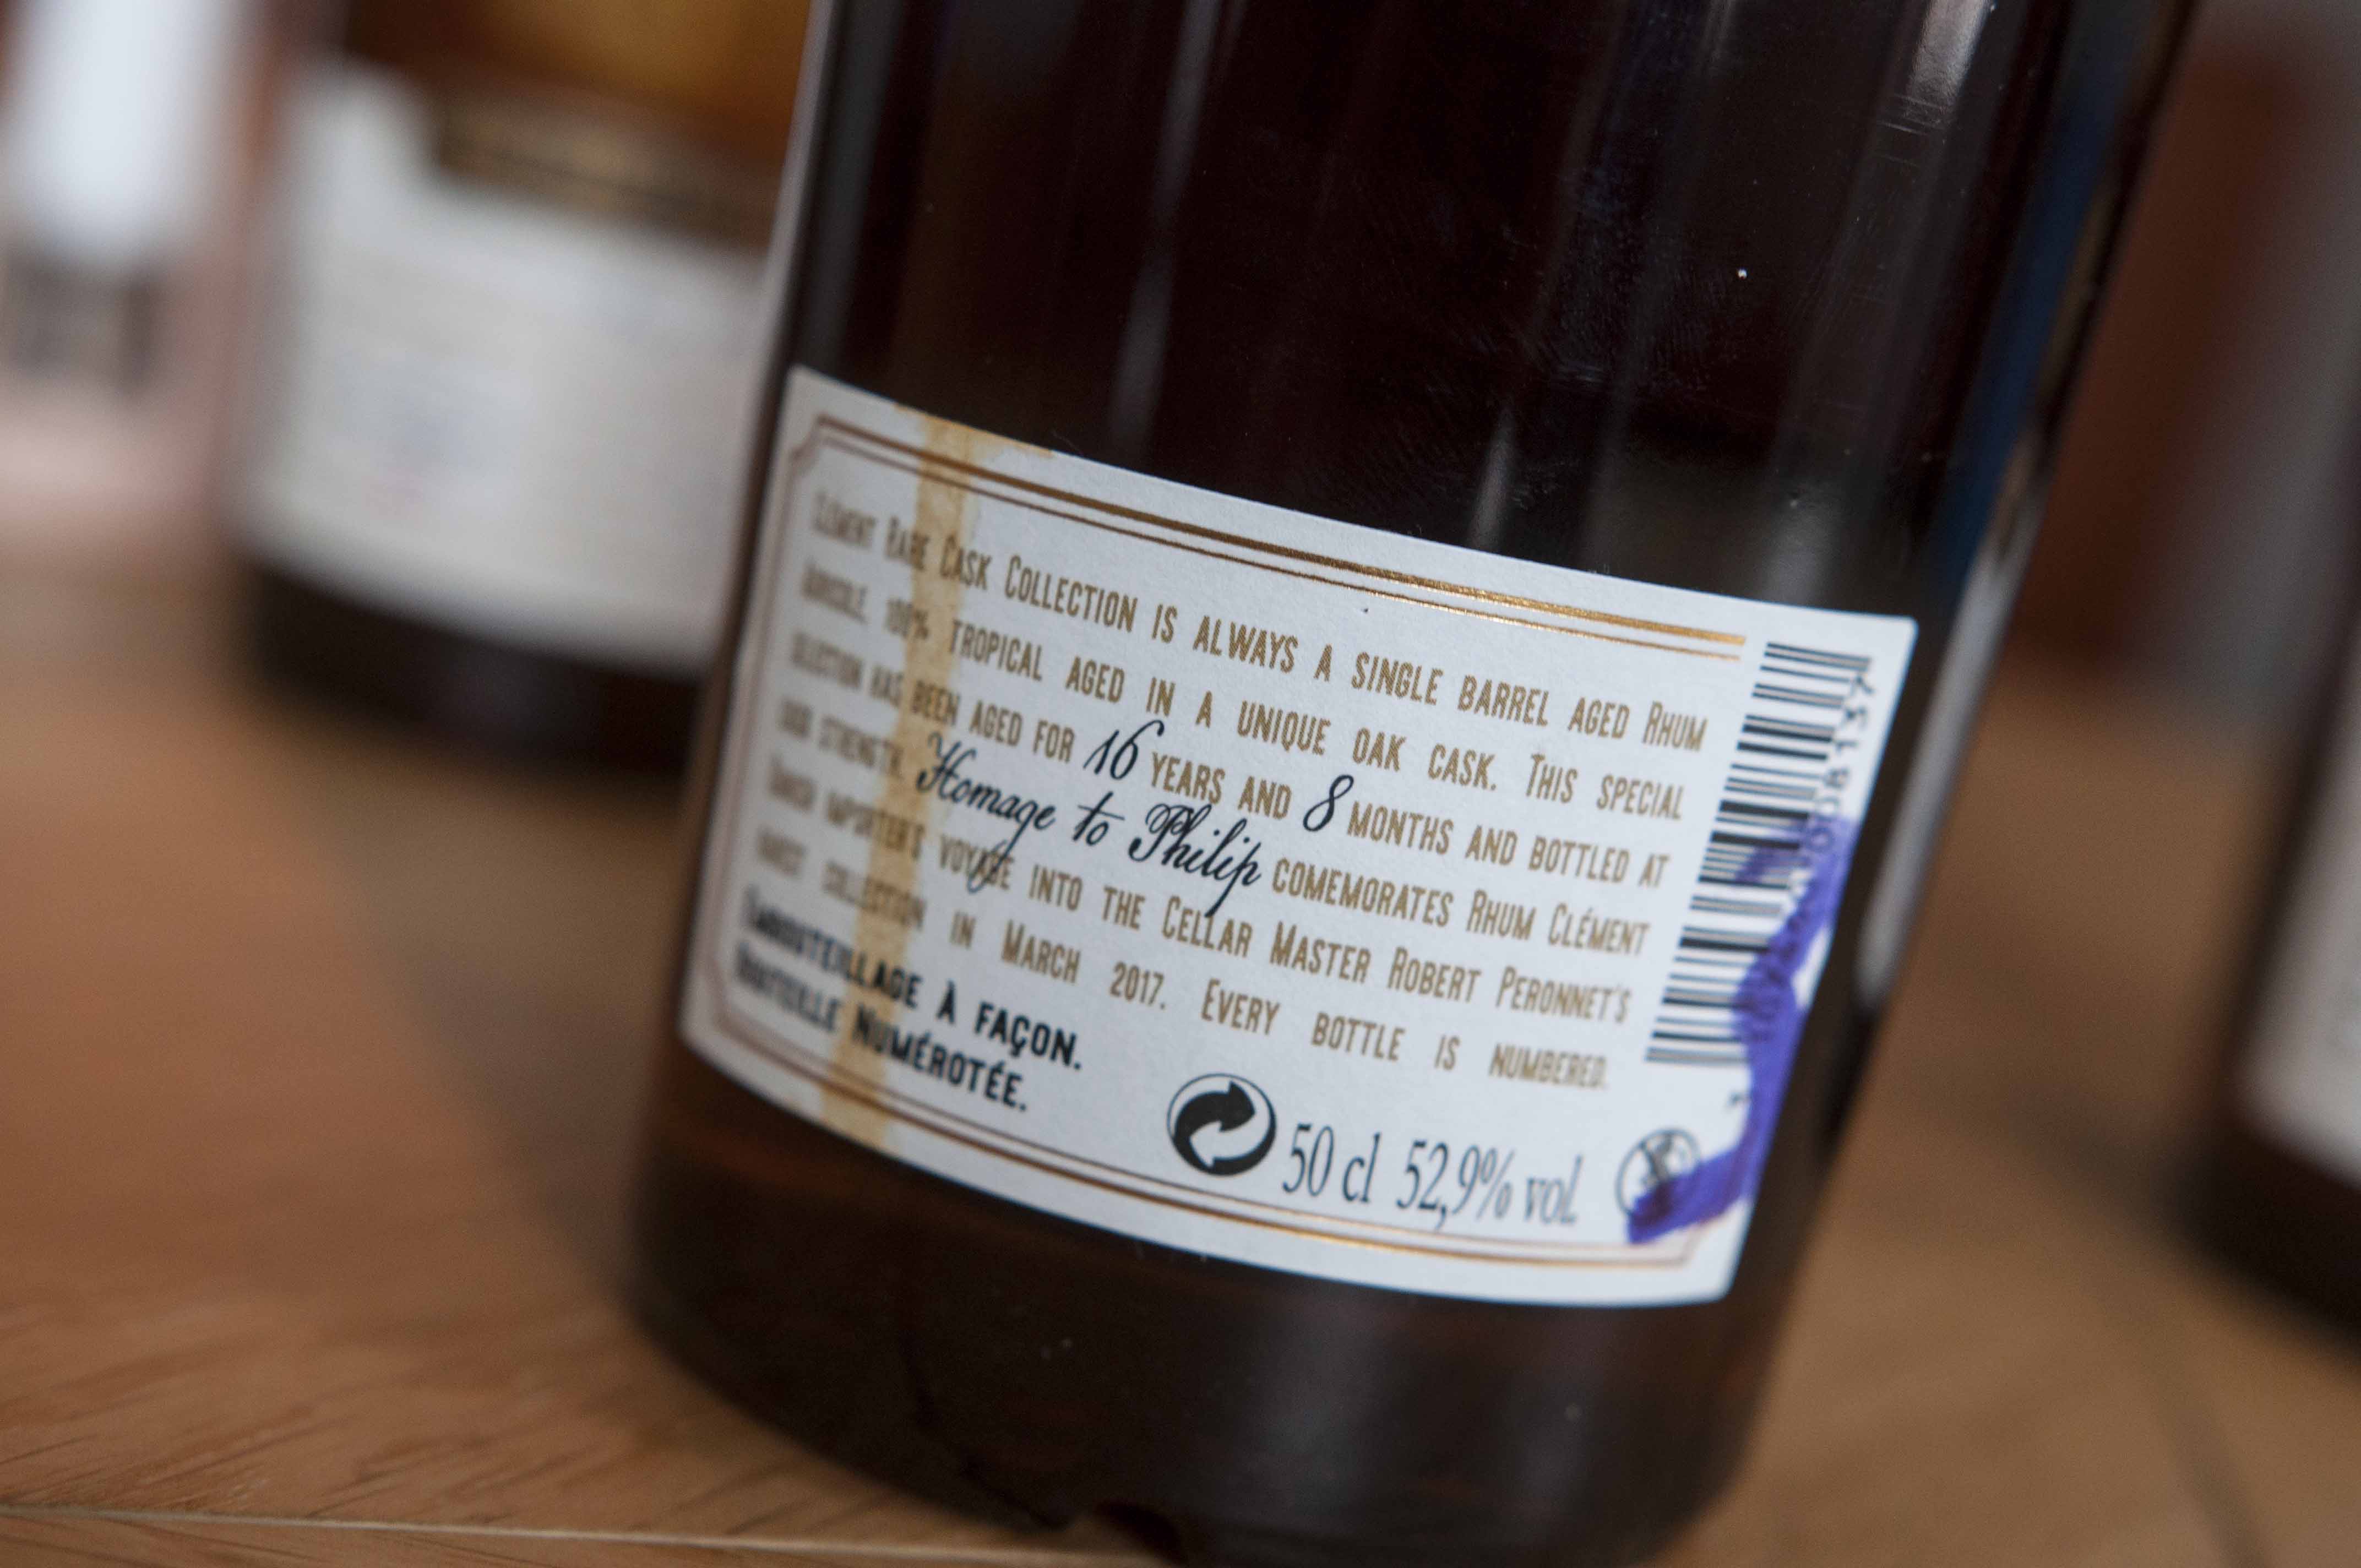 CLÉMENT RARE CASK COLLECTION IS ALWAYS A SINGLE BARREL AGED RHUM
AGRICOLE, 100% TROPICAL AGED IN A UNIQUE OAK CASK. THIS SPECIAL
SELECTION HAS BEEN AGED FOR 16 YEARS AND 8 MONTHS AND BOTTLED AT
STRENGTH. Homage to Philip COMEMORATES RHUM CLÉMENT
DANISH IMPORTER'S VOYAGE INTO THE CELLAR MASTER ROBERT PERONNET'S
COLLECTION IN MARCH 2017. EVERY BOTTLE IS NUMBERED.
EMBOUTEILLAGE À FAÇON.
BOUTEILLE NUMÉROTÉE.
50 cl 52,9% vol